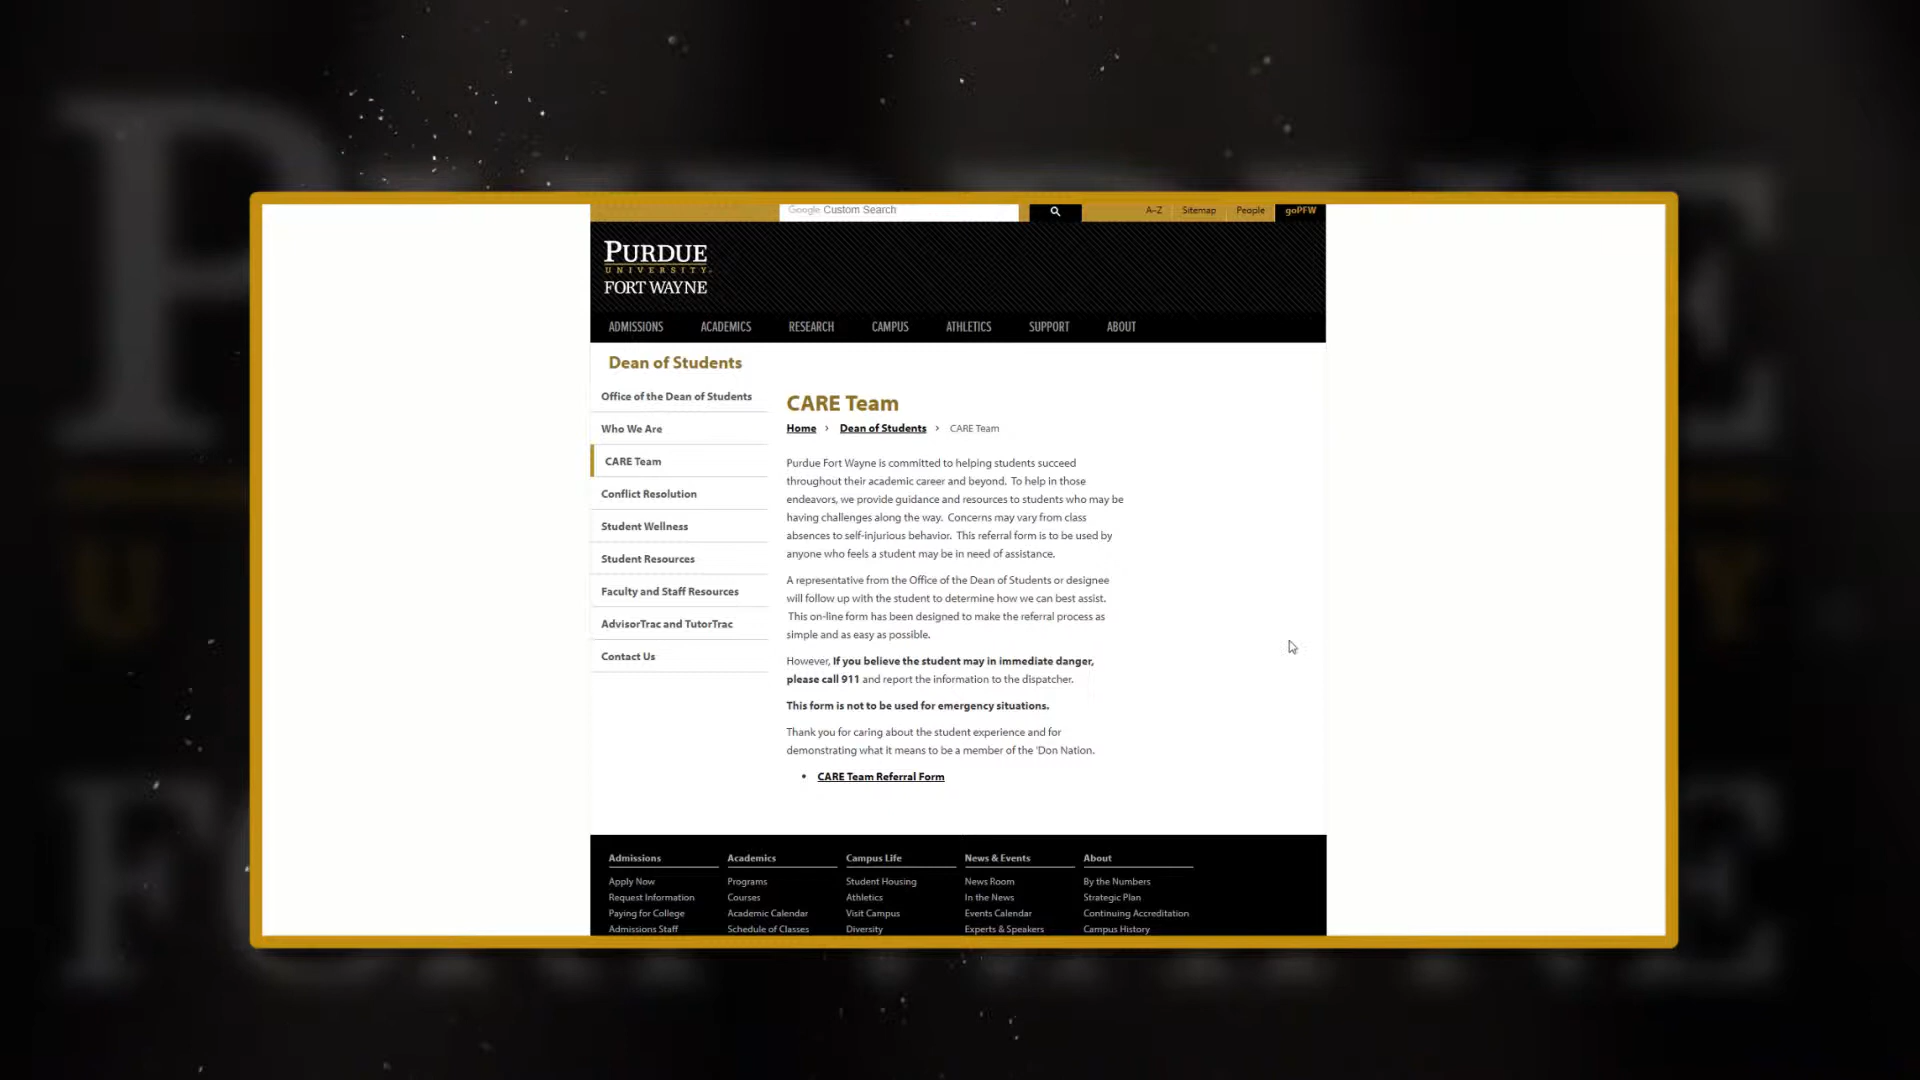 Google Custom Search
A-Z Sitemap People goPFW
PURDUE
UNIVERSITY
FORT WAYNE
ADMISSIONS ACADEMICS RESEARCH CAMPUS ATHLETICS SUPPORT ABOUT
Dean of Students
Office of the Dean of Students
Who We Are
CARE Team
Conflict Resolution
Student Wellness
Student Resources
Faculty and Staff Resources
AdvisorTrac and TutorTrac
Contact Us
CARE Team
Home › Dean of Students › CARE Team
Purdue Fort Wayne is committed to helping students succeed
throughout their academic career and beyond. To help in those
endeavors, we provide guidance and resources to students who may be
having challenges along the way. Concerns may vary from class
absences to self-injurious behavior. This referral form is to be used by
anyone who feels a student may be in need of assistance.
A representative from the Office of the Dean of Students or designee
will follow up with the student to determine how we can best assist.
This on-line form has been designed to make the referral process as
simple and as easy as possible.
However, If you believe the student may in immediate danger,
please call 911 and report the information to the dispatcher.
This form is not to be used for emergency situations.
Thank you for caring about the student experience and for
demonstrating what it means to be a member of the 'Don Nation.
• CARE Team Referral Form
Admissions
Apply Now
Request Information
Paying for College
Admissions Staff
Academics
Programs
Courses
Academic Calendar
Schedule of Classes
Campus Life
Student Housing
Athletics
Visit Campus
Diversity
News & Events
News Room
In the News
Events Calendar
Experts & Speakers
About
By the Numbers
Strategic Plan
Continuing Accreditation
Campus History